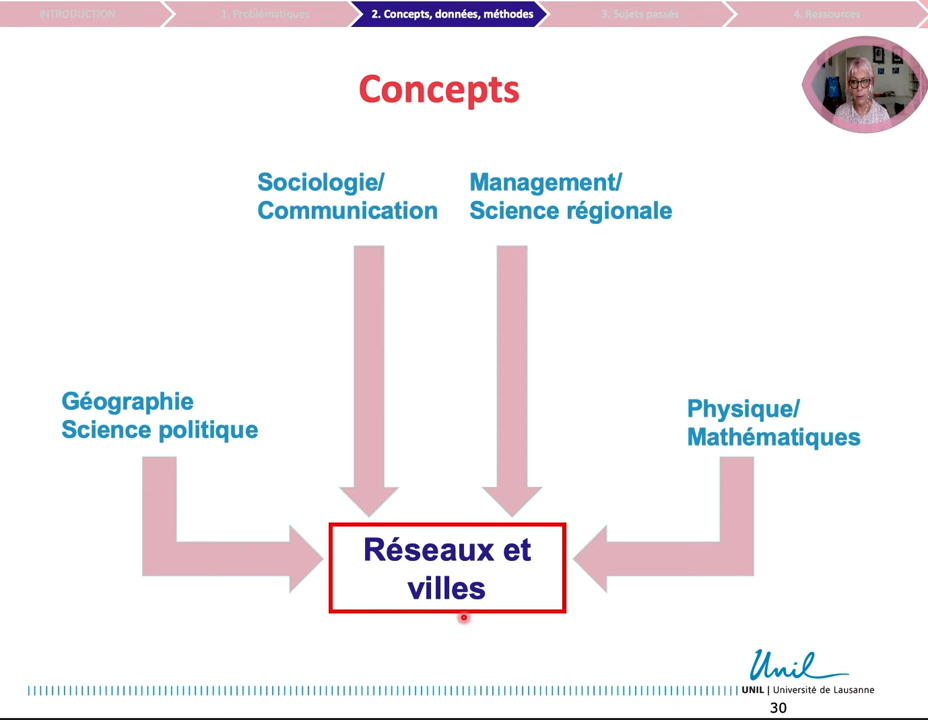 INTRODUCTION
1. Problématiques
2. Concepts, données, méthodes
3. Sujets passés
4. Ressources
Concepts
Sociologie/
Communication
Management/
Science régionale
Géographie
Science politique
Physique/
Mathématiques
Réseaux et
villes
Unil
UNIL | Université de Lausanne
30